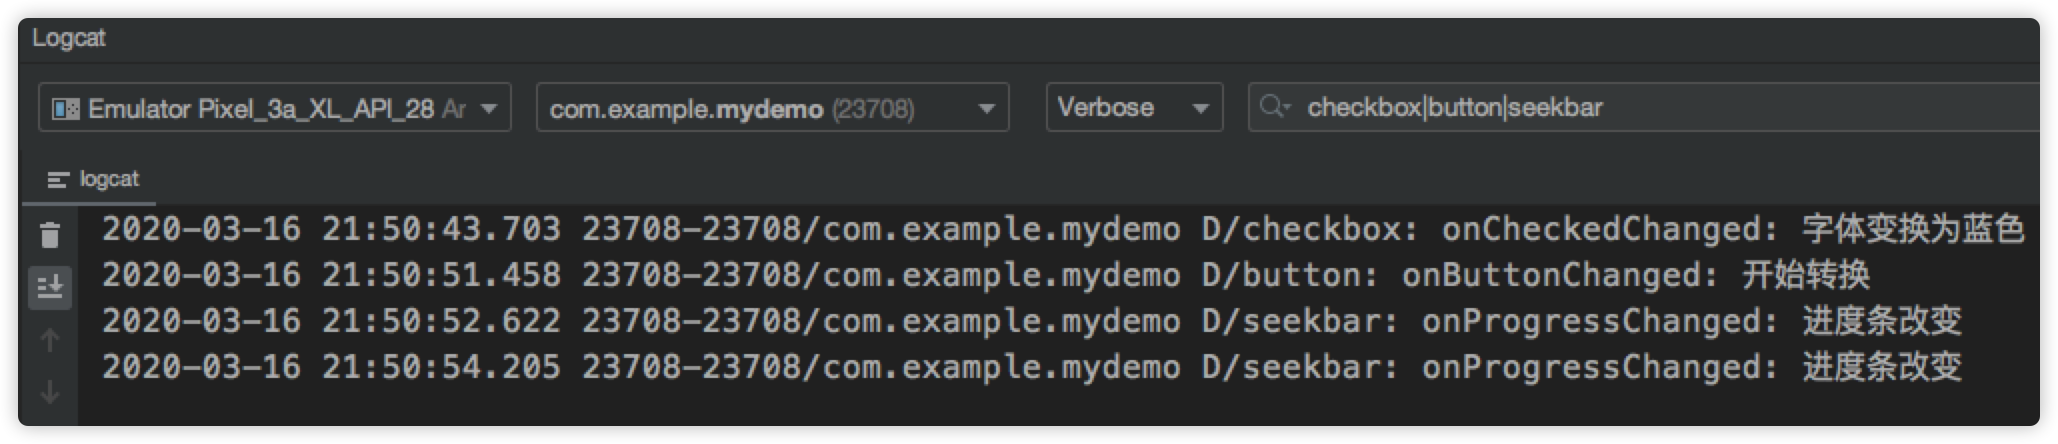 Logcat
Emulator Pixel_3a_XL_API_28 Ar com.example.mydemo (23708) Verbose checkbox|button|seekbar
logcat
2020-03-16 21:50:43.703 23708-23708/com.example.mydemo D/checkbox: onCheckedChanged: 字体变换为蓝色
2020-03-16 21:50:51.458 23708-23708/com.example.mydemo D/button: onButtonChanged: 开始转换
2020-03-16 21:50:52.622 23708-23708/com.example.mydemo D/seekbar: onProgressChanged: 进度条改变
2020-03-16 21:50:54.205 23708-23708/com.example.mydemo D/seekbar: onProgressChanged: 进度条改变